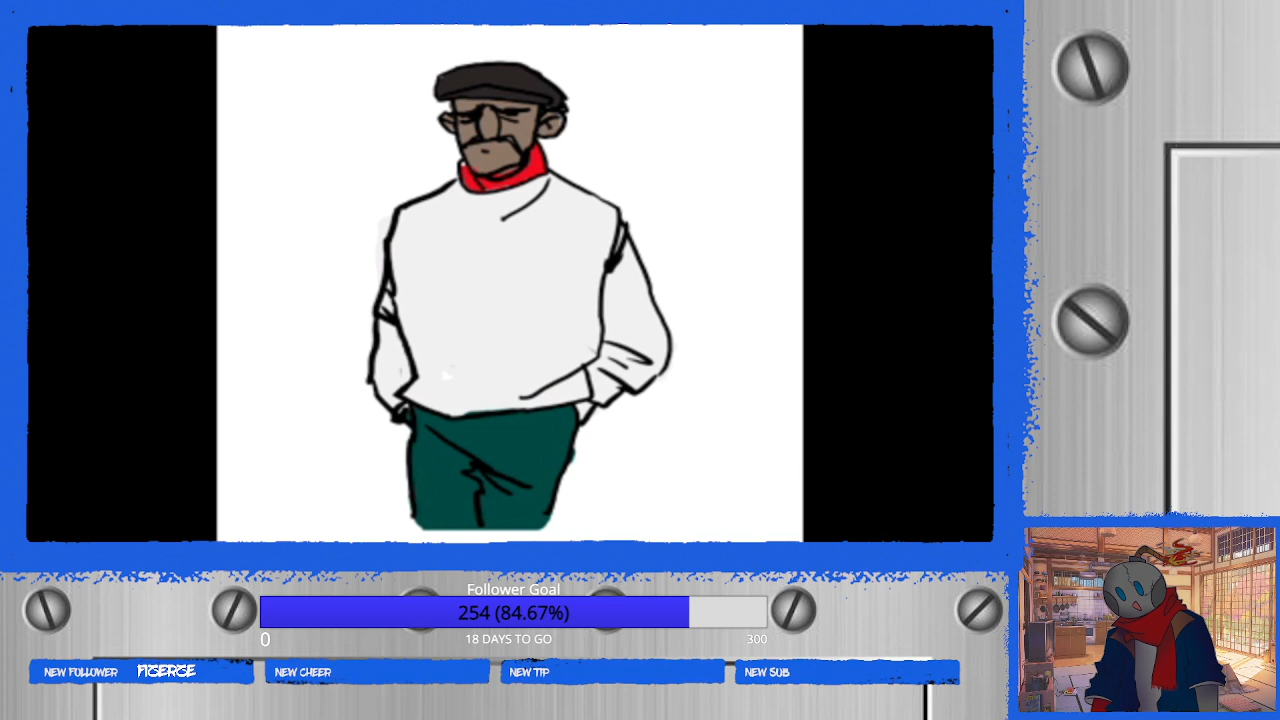 Follower Goal
254 (84.67%)
0 18 DAYS TO GO 300
NEW FOLLOWER NEW CHEER NEW TIP NEW SUB